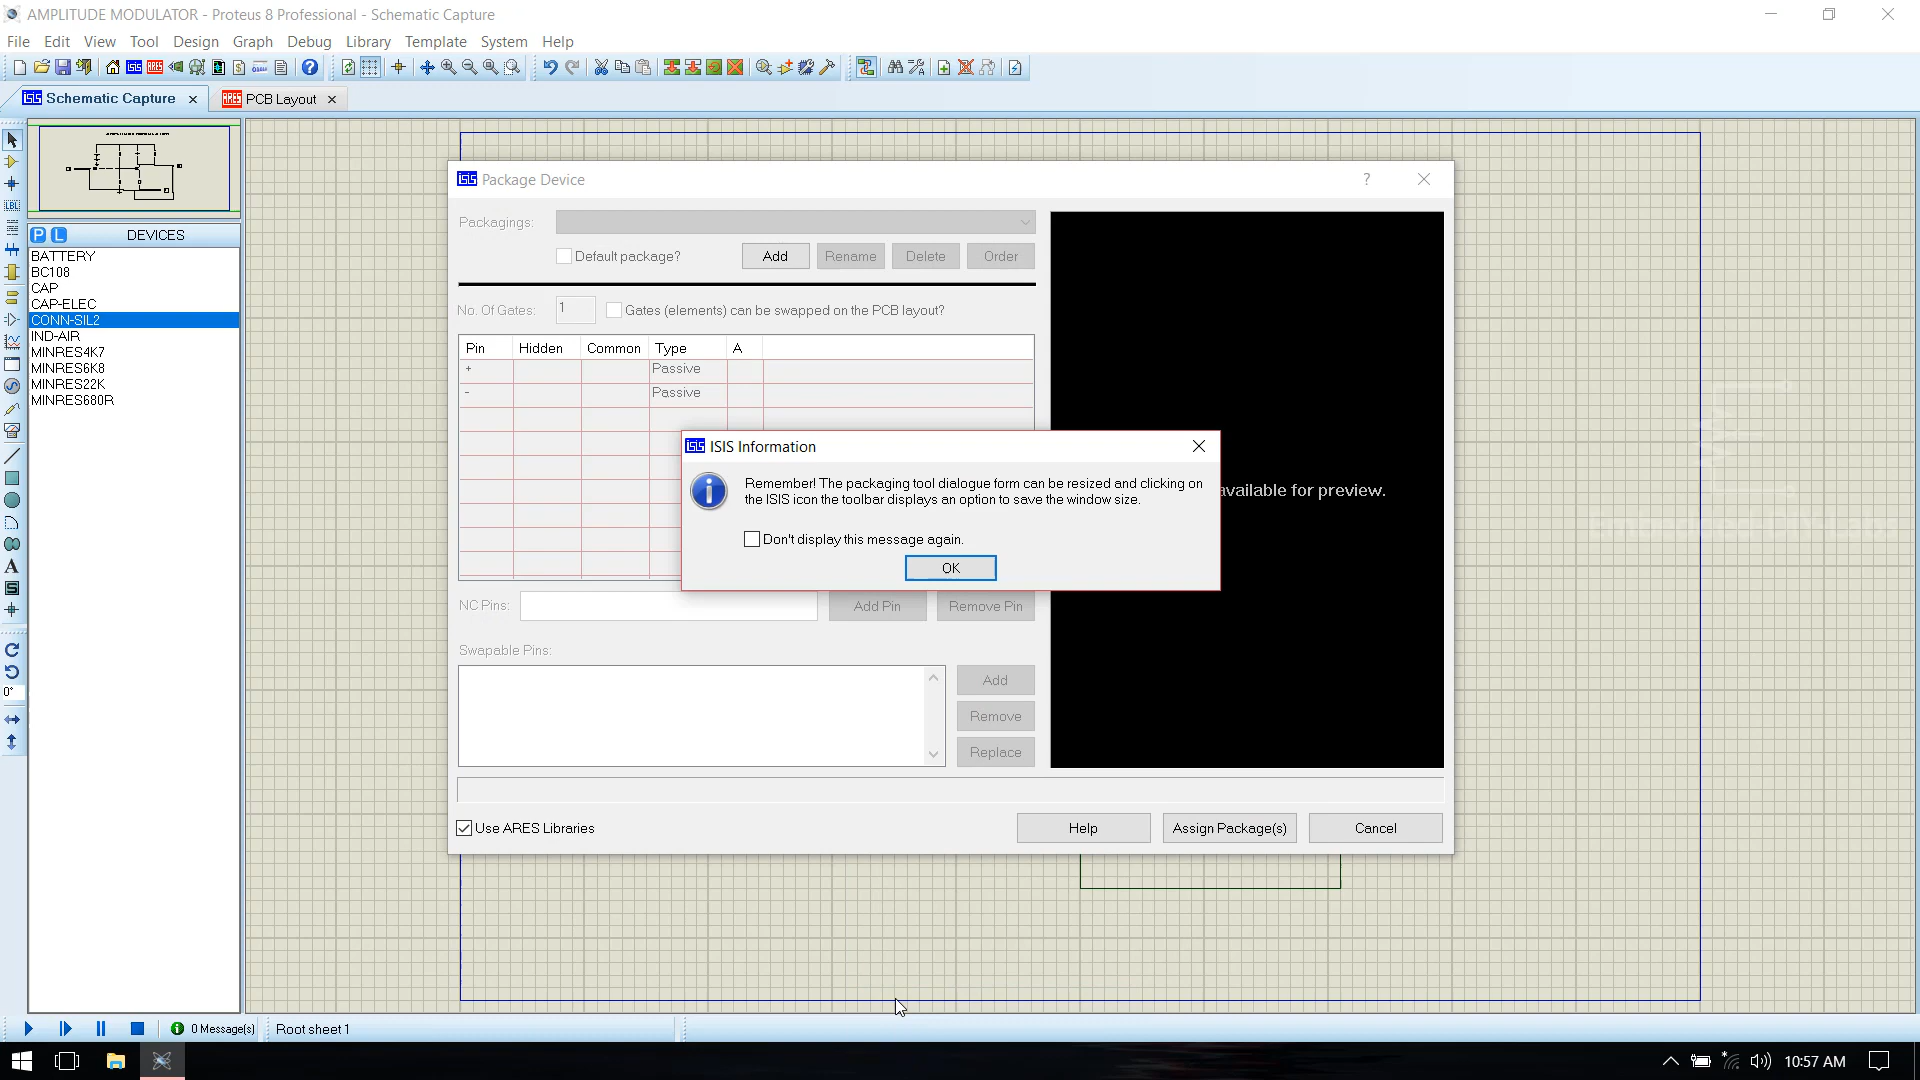 AMPLITUDE MODULATOR - Proteus 8 Professional - Schematic Capture
File Edit View Tool Design Graph Debug Library Template System Help
Schematic Capture
PCB Layout
P L DEVICES
BATTERY
BC108
CAP
CAP-ELEC
CONN-SIL2
IND-AIR
MINRES4K7
MINRES6K8
MINRES22K
MINRES680R
LBL
A
S
0°
isis Package Device ?
Packagings:
Default package? Add Rename Delete Order
No. Of Gates: 1 Gates (elements) can be swapped on the PCB layout?
Pin Hidden Common Type A
+ Passive
- Passive
isis ISIS Information
Remember! The packaging tool dialogue form can be resized and clicking on
the ISIS icon the toolbar displays an option to save the window size.
Don't display this message again.
OK
available for preview.
NC Pins: Add Pin Remove Pin
Swapable Pins:
Add
Remove
Replace
Use ARES Libraries Help Assign Package(s) Cancel
0 Message(s) Root sheet 1
10:57 AM